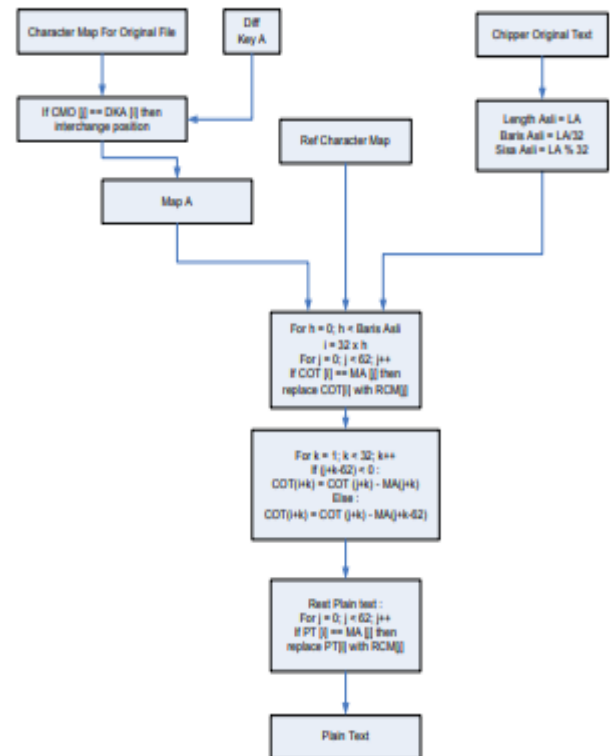 Character Map For Original File
Diff
Key A
Chipper Original Text
If CMO [j] == DKA [i] then
interchange position
Length Asli = LA
Baris Asli = LA/32
Sisa Asli = LA % 32
Ref Character Map
Map A
For h = 0; h < Baris Asli
i = 32 x h
For j = 0; j < 62; j++
If COT [i] == MA [j] then
replace COT[i] with RCM[j]
For k = 1; k < 32; k++
If (j+k-62) < 0 :
COT(i+k) = COT (j+k) - MA(j+k)
Else :
COT(i+k) = COT (j+k) - MA(j+k-62)
Rest Plain text :
For j = 0; j < 62; j++
If PT [i] == MA [j] then
replace PT[i] with RCM[j]
Plain Text